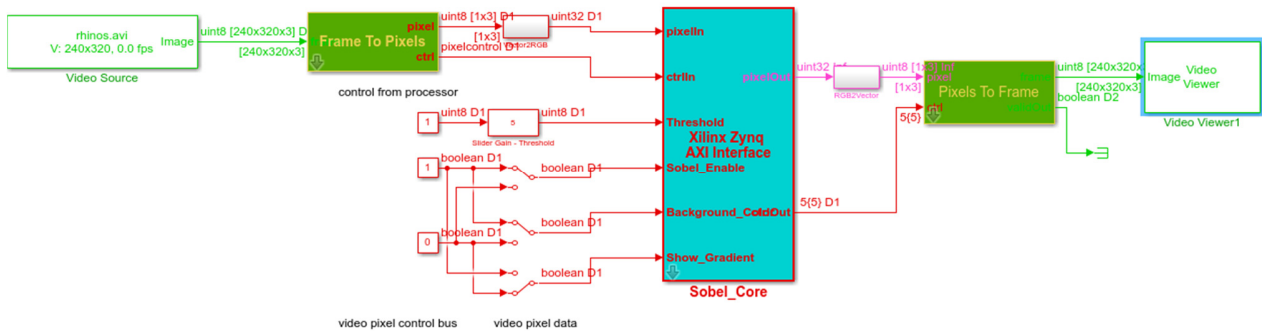 rhinos.avi
V: 240x320, 0.0 fps
Image
Video Source
uint8 [240x320x3] D
[240x320x3]
Frame To Pixels
pixel
ctrl
uint8 [1x3] D1
[1x3]
pixelcontrol D1
Vector2RGB
uint32 D1
control from processor
1
uint8 D1
5
Slider Gain - Threshold
uint8 D1
1
boolean D1
boolean D1
boolean D1
0
boolean D1
boolean D1
video pixel control bus
video pixel data
pixelIn
ctrlIn
Threshold
Xilinx Zynq
AXI Interface
Sobel_Enable
Background_Color
Show_Gradient
pixelOut
Sobel_Core
uint32 Inf
RGB2Vector
uint8 [1x3] Inf
[1x3]
5{5} D1
5{5}
pixel
ctrl
Pixels To Frame
uint8 [240x320x
[240x320x3]
boolean D2
Image
Video
Viewer
Video Viewer1